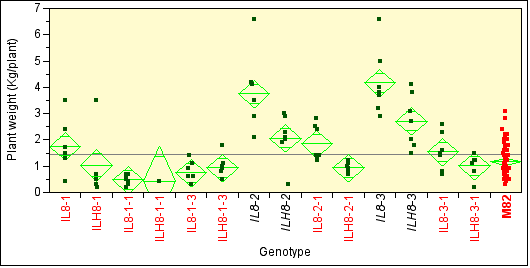 7
6
5
4
3
2
1
0
Plant weight (Kg/plant)
IL8-1
ILH8-1
IL8-1-1
ILH8-1-1
IL8-1-3
ILH8-1-3
IL8-2
ILH8-2
IL8-2-1
ILH8-2-1
IL8-3
ILH8-3
IL8-3-1
ILH8-3-1
M82
Genotype